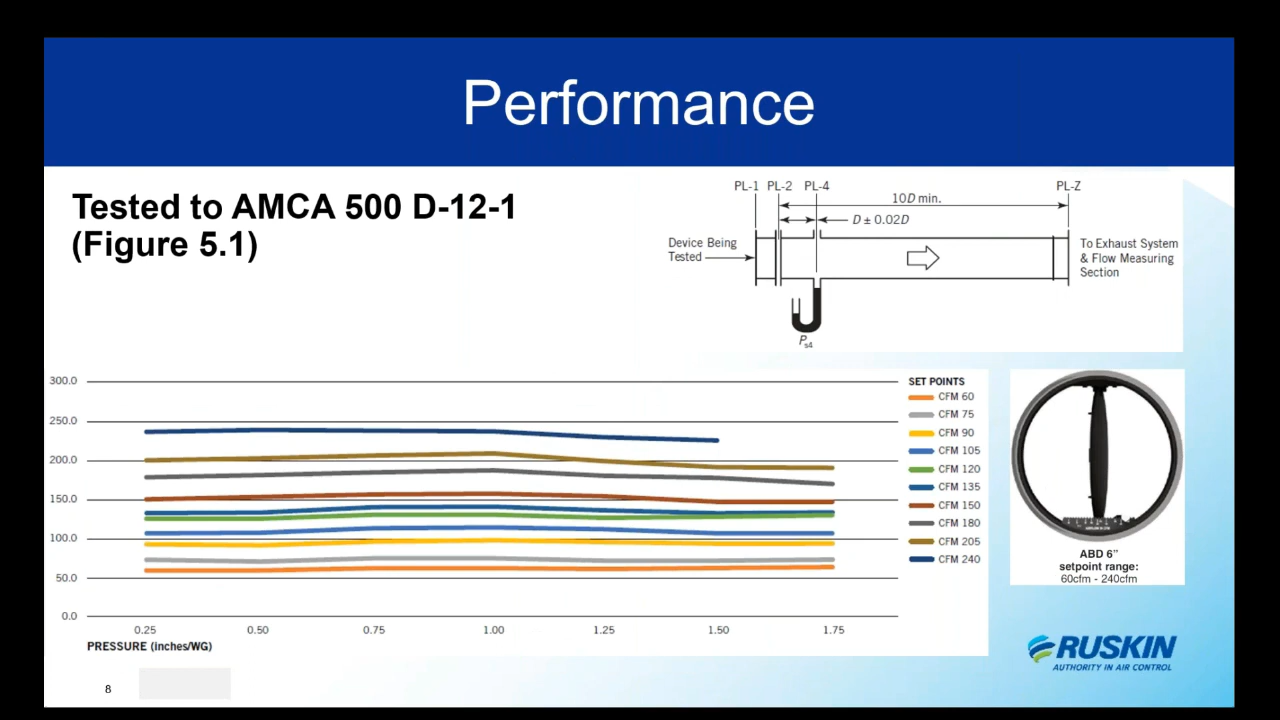 Performance
Tested to AMCA 500 D-12-1
(Figure 5.1)
PL-1 PL-2 PL-4 PL-Z
10D min.
D ± 0.02D
Device Being
Tested
To Exhaust System
& Flow Measuring
Section
Ps4
300.0
250.0
200.0
150.0
100.0
50.0
0.0
0.25 0.50 0.75 1.00 1.25 1.50 1.75
PRESSURE (inches/WG)
SET POINTS
CFM 60
CFM 75
CFM 90
CFM 105
CFM 120
CFM 135
CFM 150
CFM 180
CFM 205
CFM 240
ABD 6”
setpoint range:
60cfm - 240cfm
RUSKIN
AUTHORITY IN AIR CONTROL
8